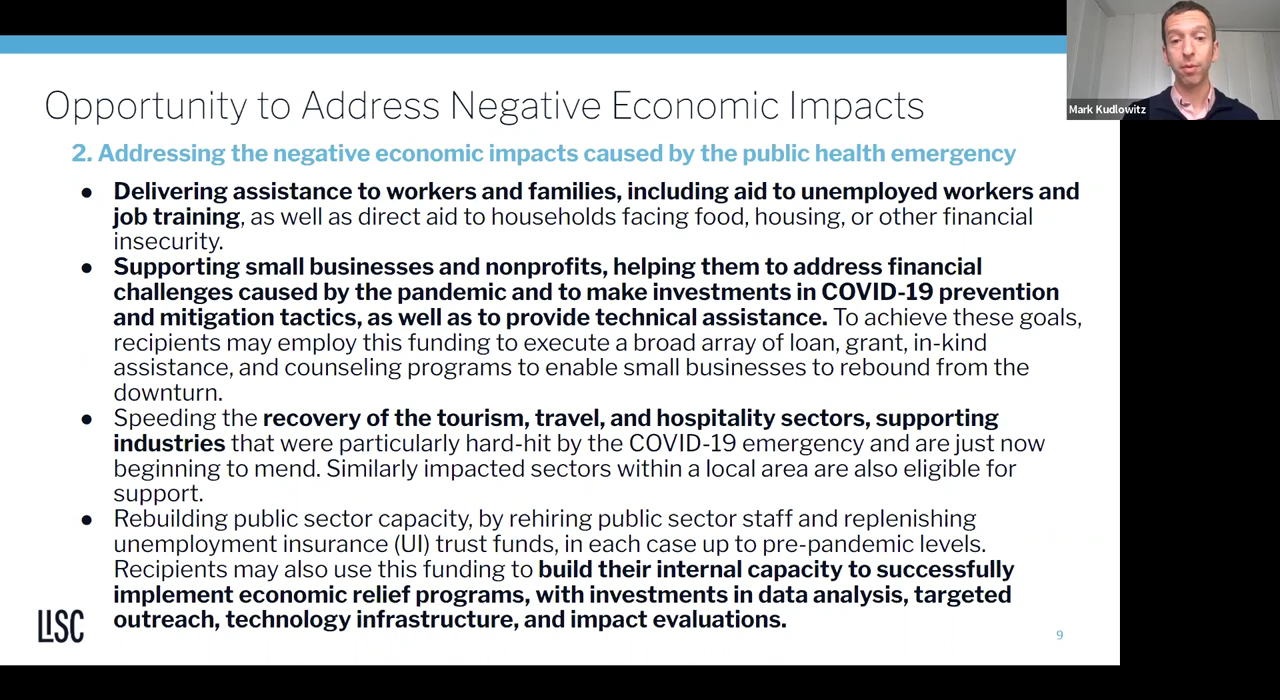 Mark Kudlowitz
Opportunity to Address Negative Economic Impacts
2. Addressing the negative economic impacts caused by the public health emergency
● Delivering assistance to workers and families, including aid to unemployed workers and
job training, as well as direct aid to households facing food, housing, or other financial
insecurity.
● Supporting small businesses and nonprofits, helping them to address financial
challenges caused by the pandemic and to make investments in COVID-19 prevention
and mitigation tactics, as well as to provide technical assistance. To achieve these goals,
recipients may employ this funding to execute a broad array of loan, grant, in-kind
assistance, and counseling programs to enable small businesses to rebound from the
downturn.
● Speeding the recovery of the tourism, travel, and hospitality sectors, supporting
industries that were particularly hard-hit by the COVID-19 emergency and are just now
beginning to mend. Similarly impacted sectors within a local area are also eligible for
support.
● Rebuilding public sector capacity, by rehiring public sector staff and replenishing
unemployment insurance (UI) trust funds, in each case up to pre-pandemic levels.
Recipients may also use this funding to build their internal capacity to successfully
implement economic relief programs, with investments in data analysis, targeted
outreach, technology infrastructure, and impact evaluations.
LISC
9